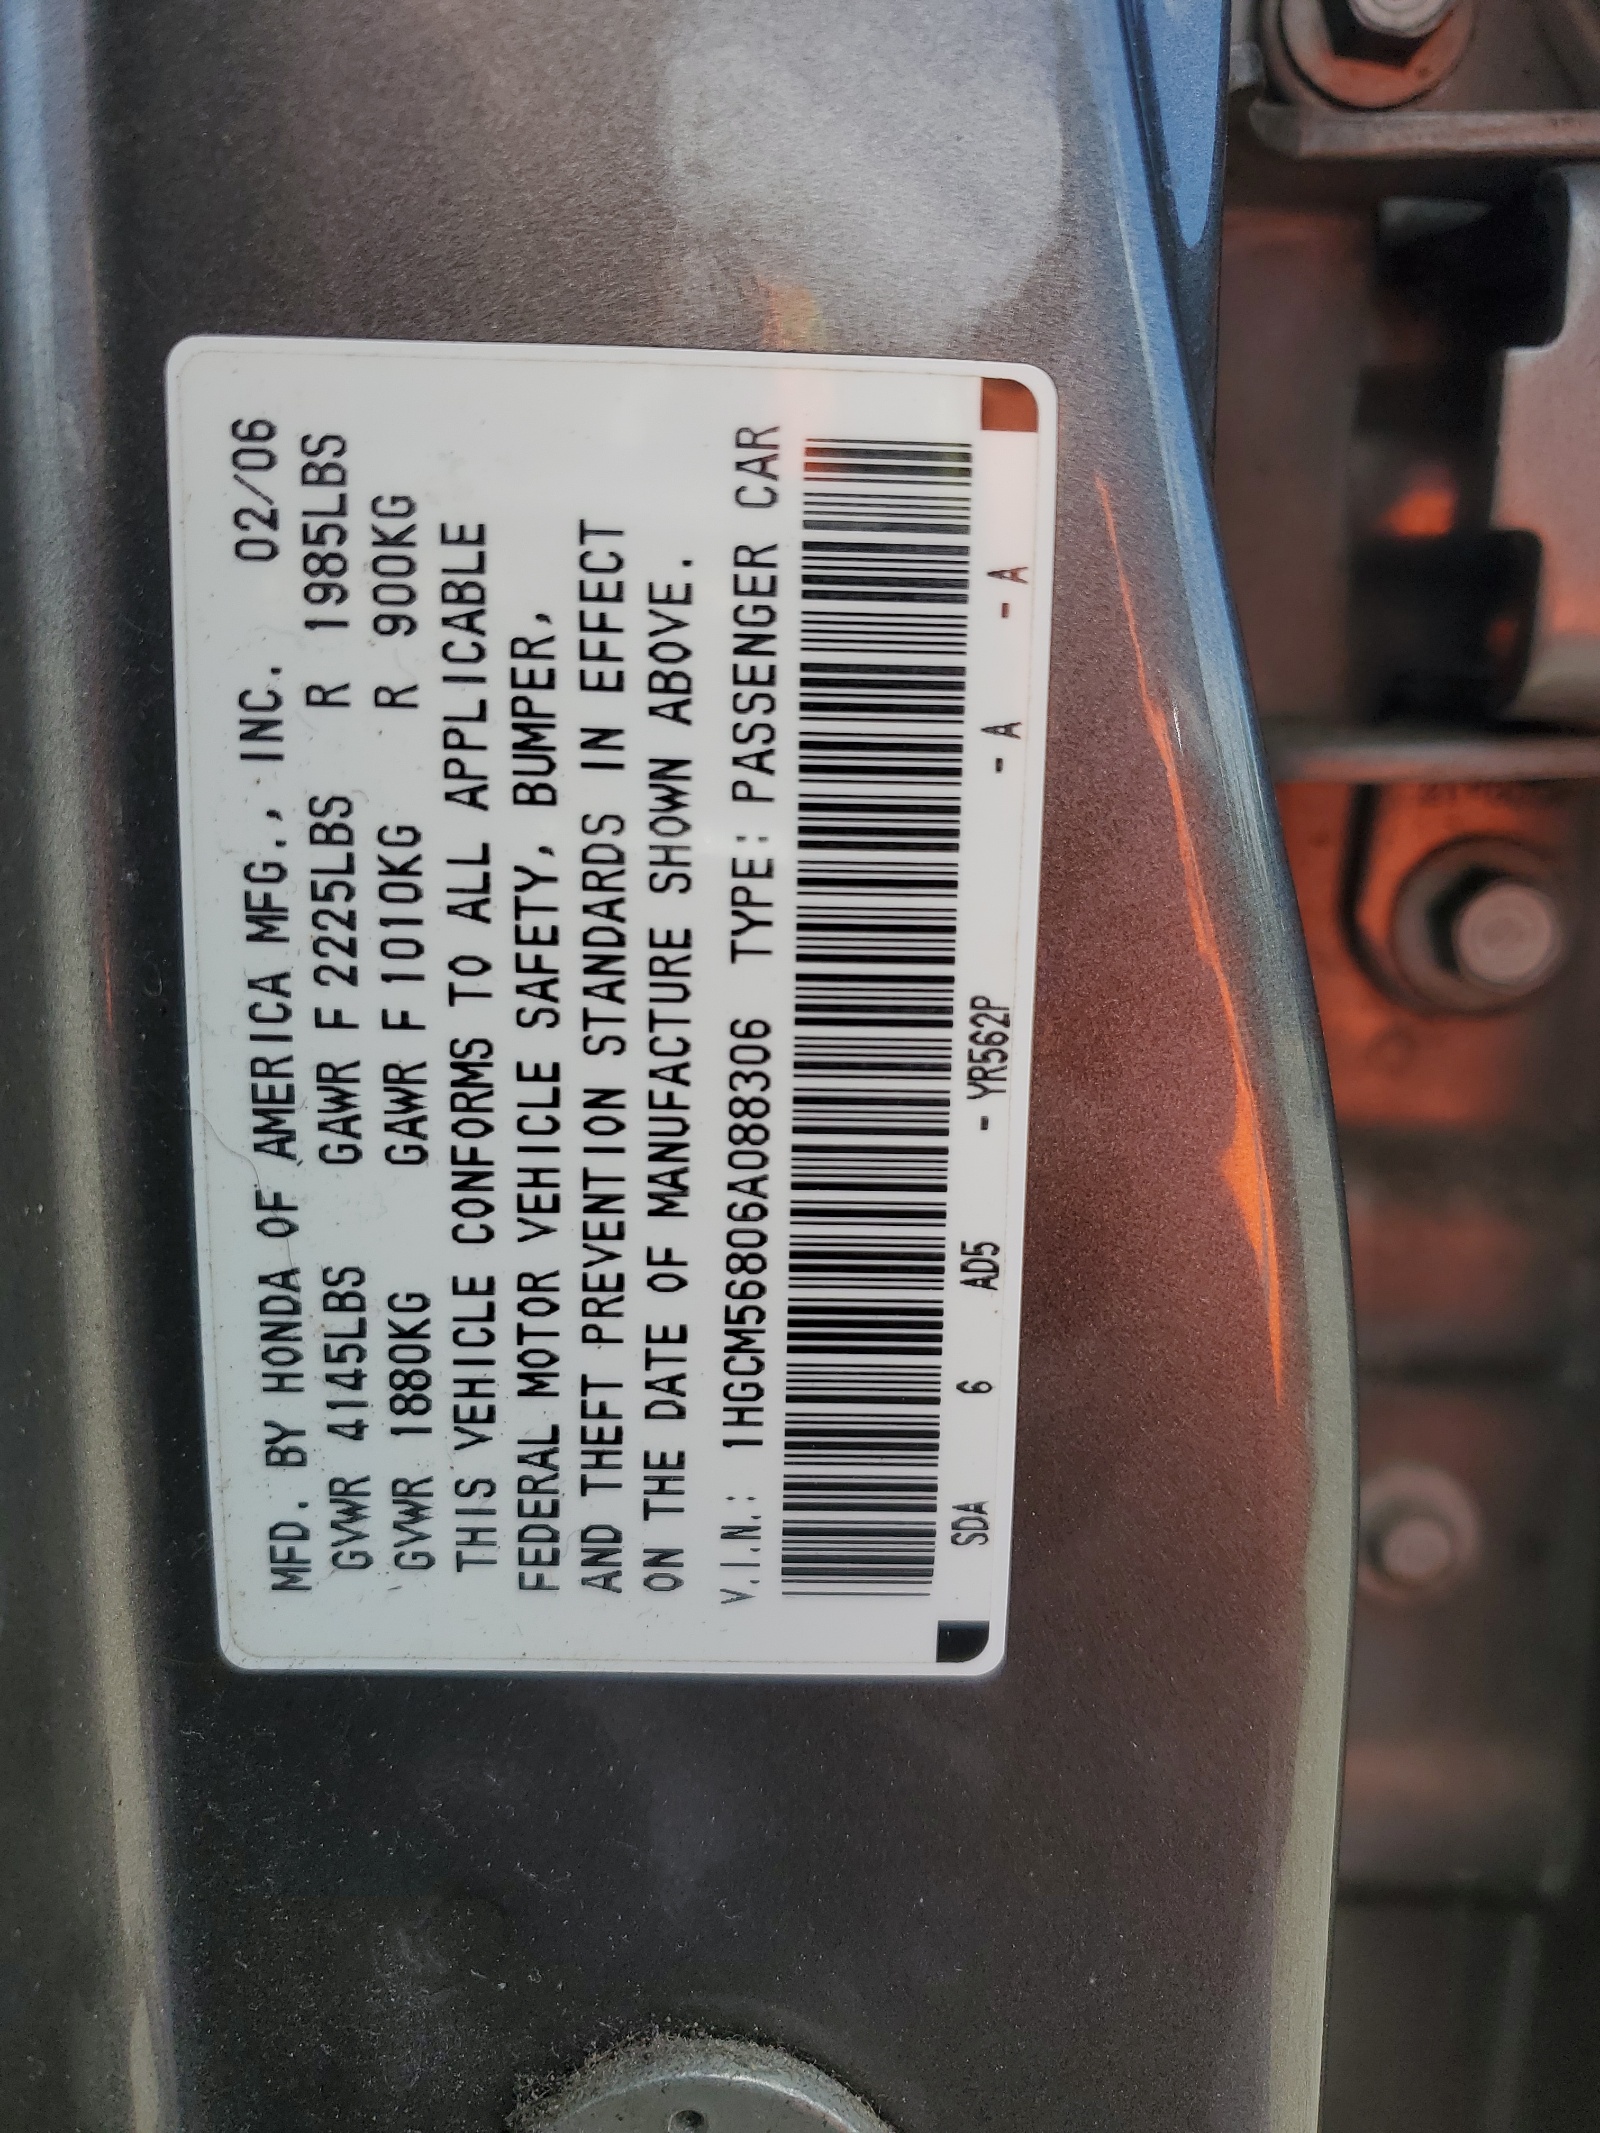 MFD. BY HONDA OF AMERICA MFG., INC. 02/06
GVWR 4145LBS GAWR F 2225LBS R 1985LBS
GVWR 1880KG GAWR F 1010KG R 900KG
THIS VEHICLE CONFORMS TO ALL APPLICABLE
FEDERAL MOTOR VEHICLE SAFETY, BUMPER,
AND THEFT PREVENTION STANDARDS IN EFFECT
ON THE DATE OF MANUFACTURE SHOWN ABOVE.
V.I.N.: 1HGCM56806A088306 TYPE: PASSENGER CAR
SDA 6 AD5 - YR562P - A - A